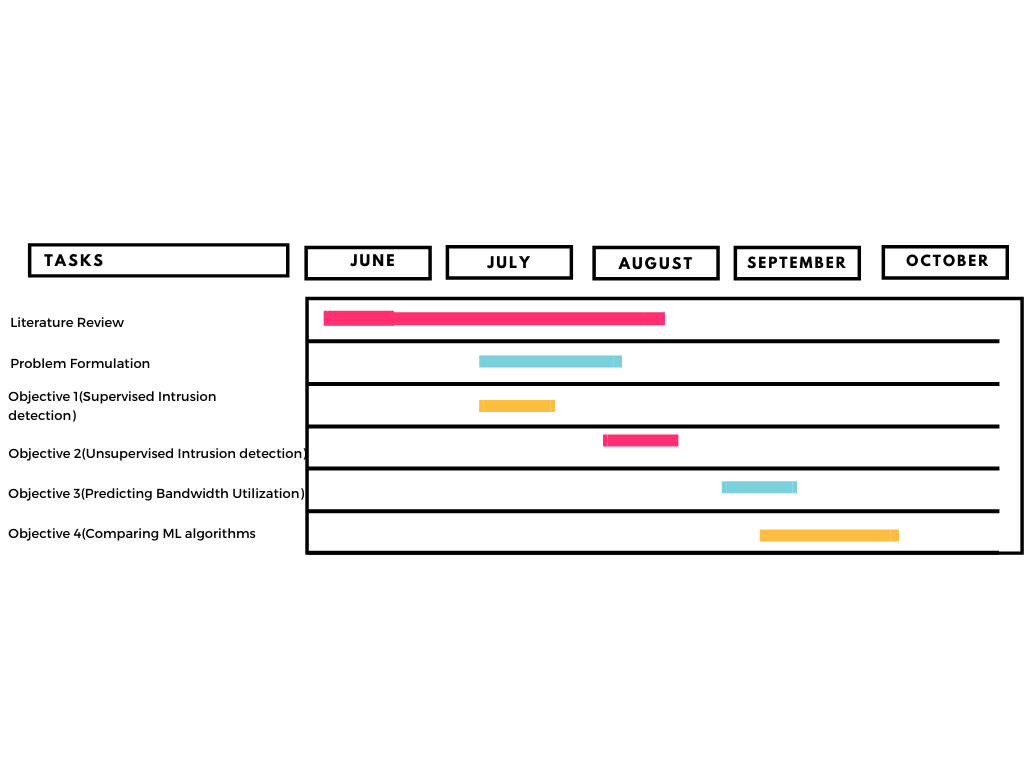 TASKS
JUNE
JULY
AUGUST
SEPTEMBER
OCTOBER
Literature Review
Problem Formulation
Objective 1(Supervised Intrusion
detection)
Objective 2(Unsupervised Intrusion detection)
Objective 3(Predicting Bandwidth Utilization)
Objective 4(Comparing ML algorithms